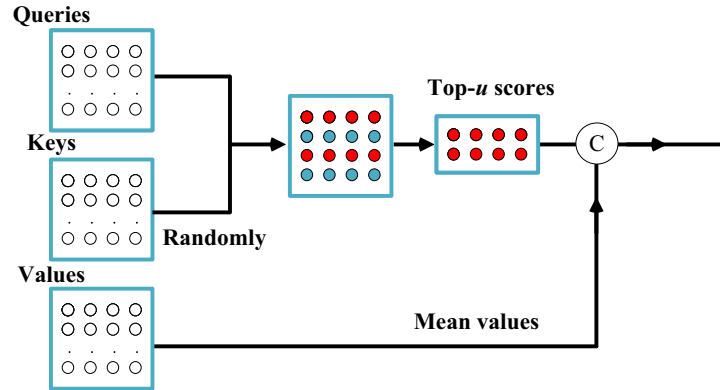 Queries
Top-u scores
C
Keys
Randomly
Values
Mean values